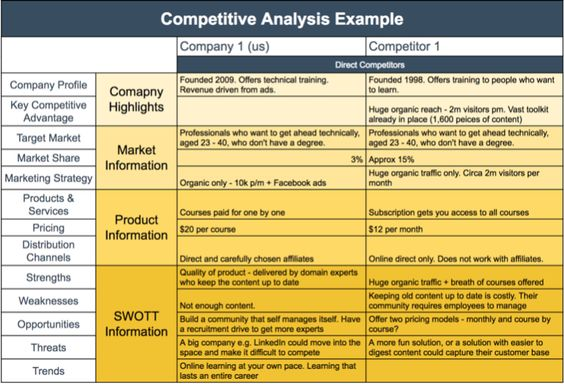 Competitive Analysis Example
Company 1 (us) Competitor 1
Direct Competitors
Company Profile
Comapny
Highlights
Founded 2009. Offers technical training.
Revenue driven from ads.
Founded 1998. Offers training to people who want
to learn.
Key Competitive
Advantage
Huge organic reach - 2m visitors pm. Vast toolkit
already in place (1,600 peices of content)
Target Market
Market
Information
Professionals who want to get ahead technically,
aged 23 - 40, who don't have a degree.
Professionals who want to get ahead technically,
aged 23 - 40, who don't have a degree.
Market Share
3%
Approx 15%
Marketing Strategy
Organic only - 10k p/m + Facebook ads
Huge organic traffic only. Circa 2m visitors per
month
Products &
Services
Product
Information
Courses paid for one by one
Subscription gets you access to all courses
Pricing
$20 per course
$12 per month
Distribution
Channels
Direct and carefully chosen affiliates
Online direct only. Does not work with affiliates.
Strengths
SWOTT
Information
Quality of product - delivered by domain experts
who keep the content up to date
Huge organic traffic + breath of courses offered
Weaknesses
Not enough content.
Keeping old content up to date is costly. Their
community requires employees to manage
Opportunities
Build a community that self manages itself. Have
a recruitment drive to get more experts
Offer two pricing models - monthly and course by
course?
Threats
A big company e.g. LinkedIn could move into the
space and make it difficult to compete
A more fun solution, or a solution with easier to
digest content could capture their customer base
Trends
Online learning at your own pace. Learning that
lasts an entire career